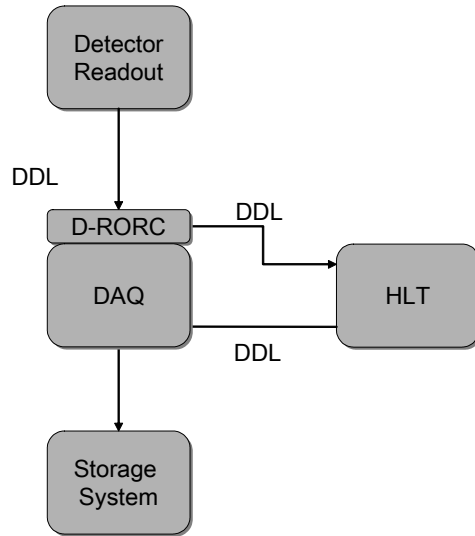 Detector
Readout
DDL
D-RORC
DDL
DAQ
HLT
DDL
Storage
System